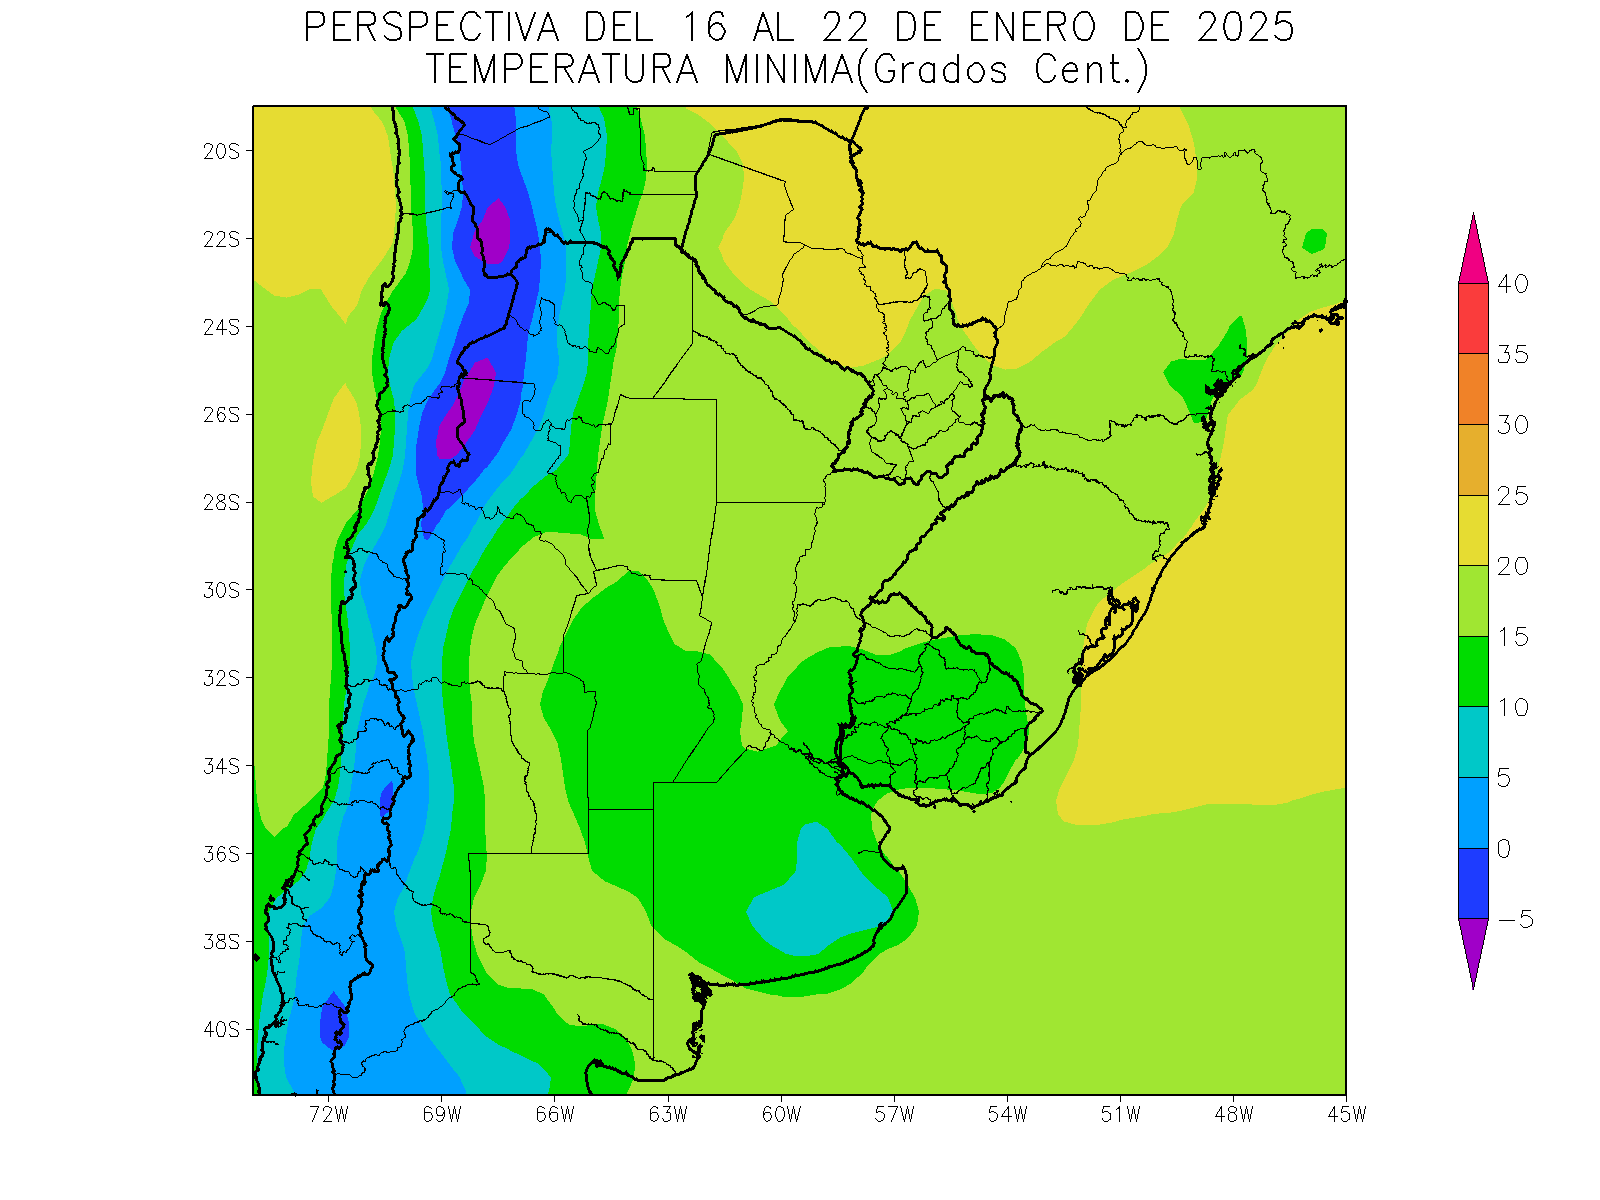 PERSPECTIVA DEL 16 AL 22 DE ENERO DE 2025
TEMPERATURA MINIMA(Grados Cent.)
20S
22S
24S
26S
28S
30S
32S
34S
36S
38S
40S
72W 69W 66W 63W 60W 57W 54W 51W 48W 45W
40
35
30
25
20
15
10
5
0
-5